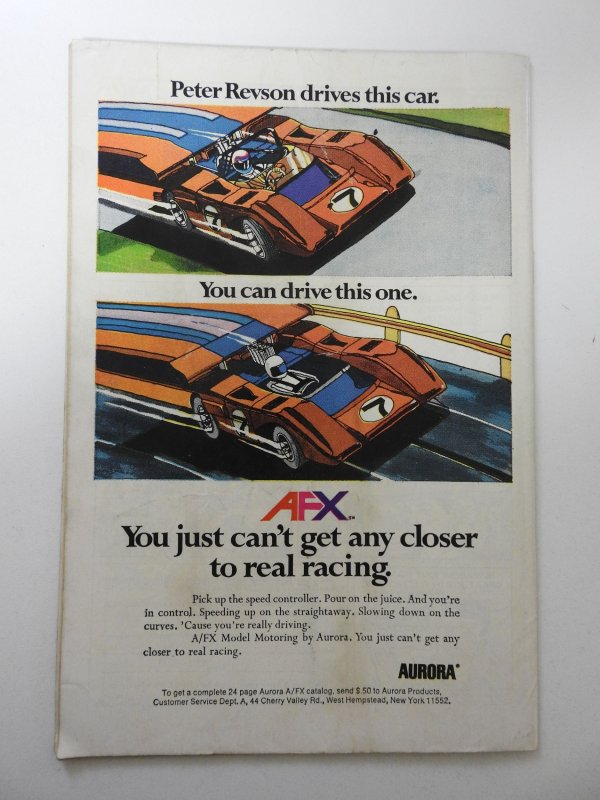 Peter Revson drives this car.
7
7
You can drive this one.
7
7
AFX SM
You just can't get any closer
to real racing.
Pick up the speed controller. Pour on the juice. And you're
in control. Speeding up on the straightaway. Slowing down on the
curves. 'Cause you're really driving.
A/FX Model Motoring by Aurora. You just can't get any
closer to real racing.
AURORA®
To get a complete 24 page Aurora A/FX catalog, send $.50 to Aurora Products,
Customer Service Dept. A, 44 Cherry Valley Rd., West Hempstead, New York 11552.